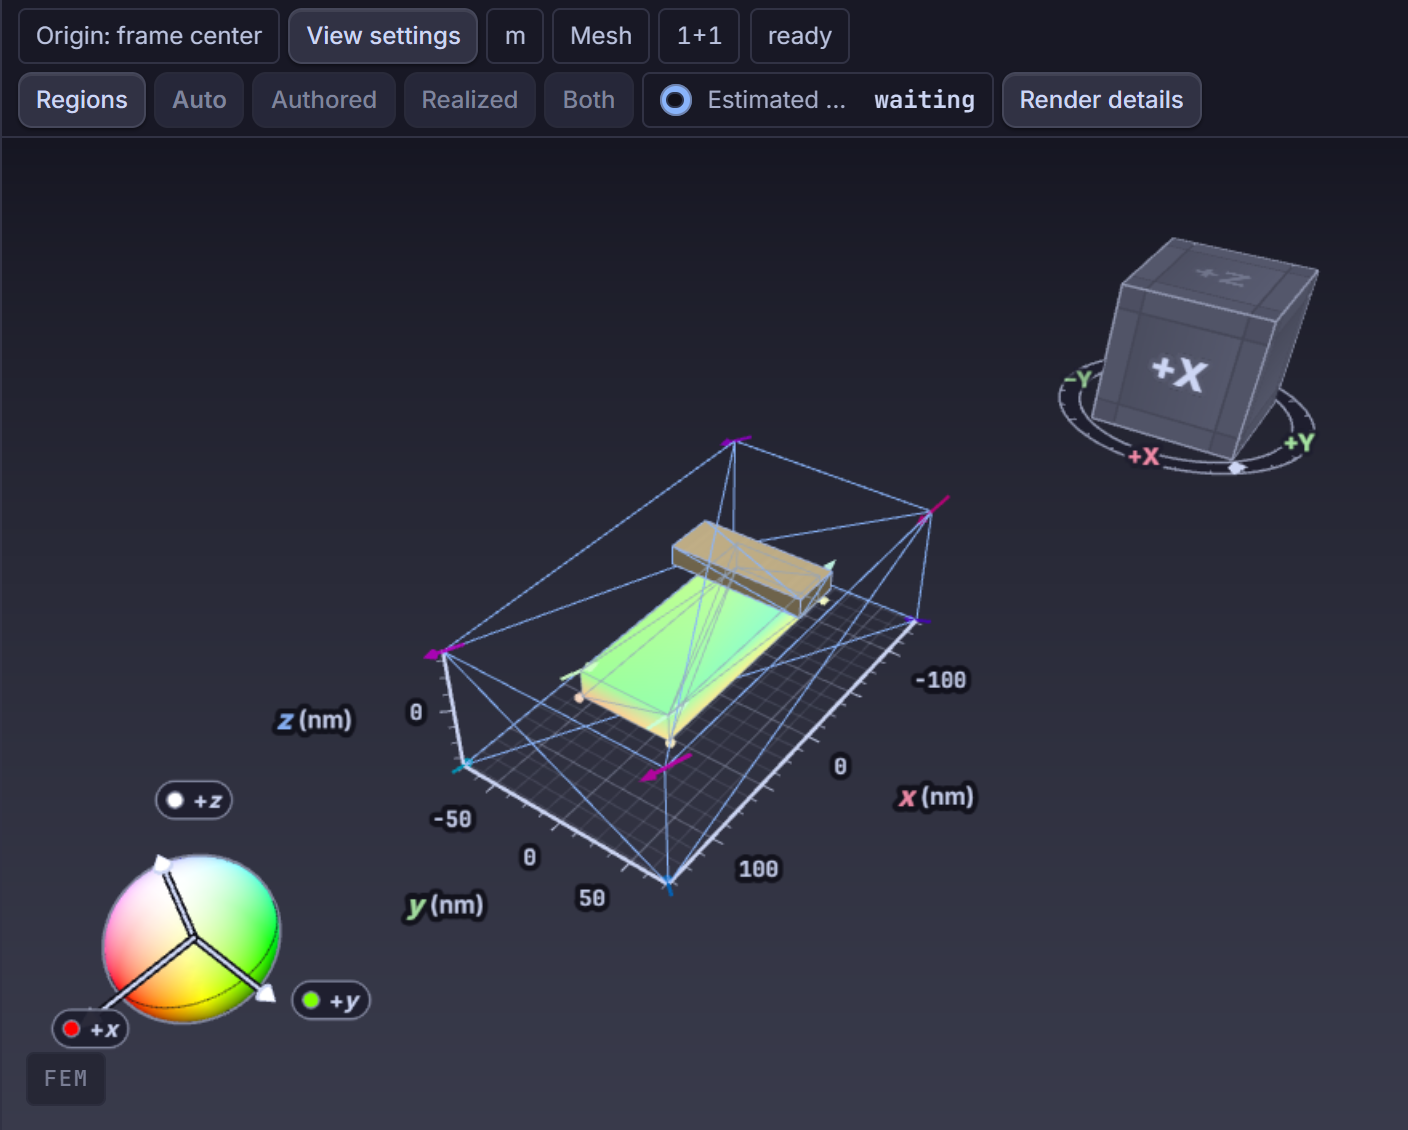 Origin: frame center View settings m Mesh 1+1 ready
Regions Auto Authored Realized Both Estimated ... waiting Render details
+Z
+X
-Y
+Y
+X
-100
z (nm)
0
0
x (nm)
+z
-50
0
100
50
y (nm)
+y
+x
FEM